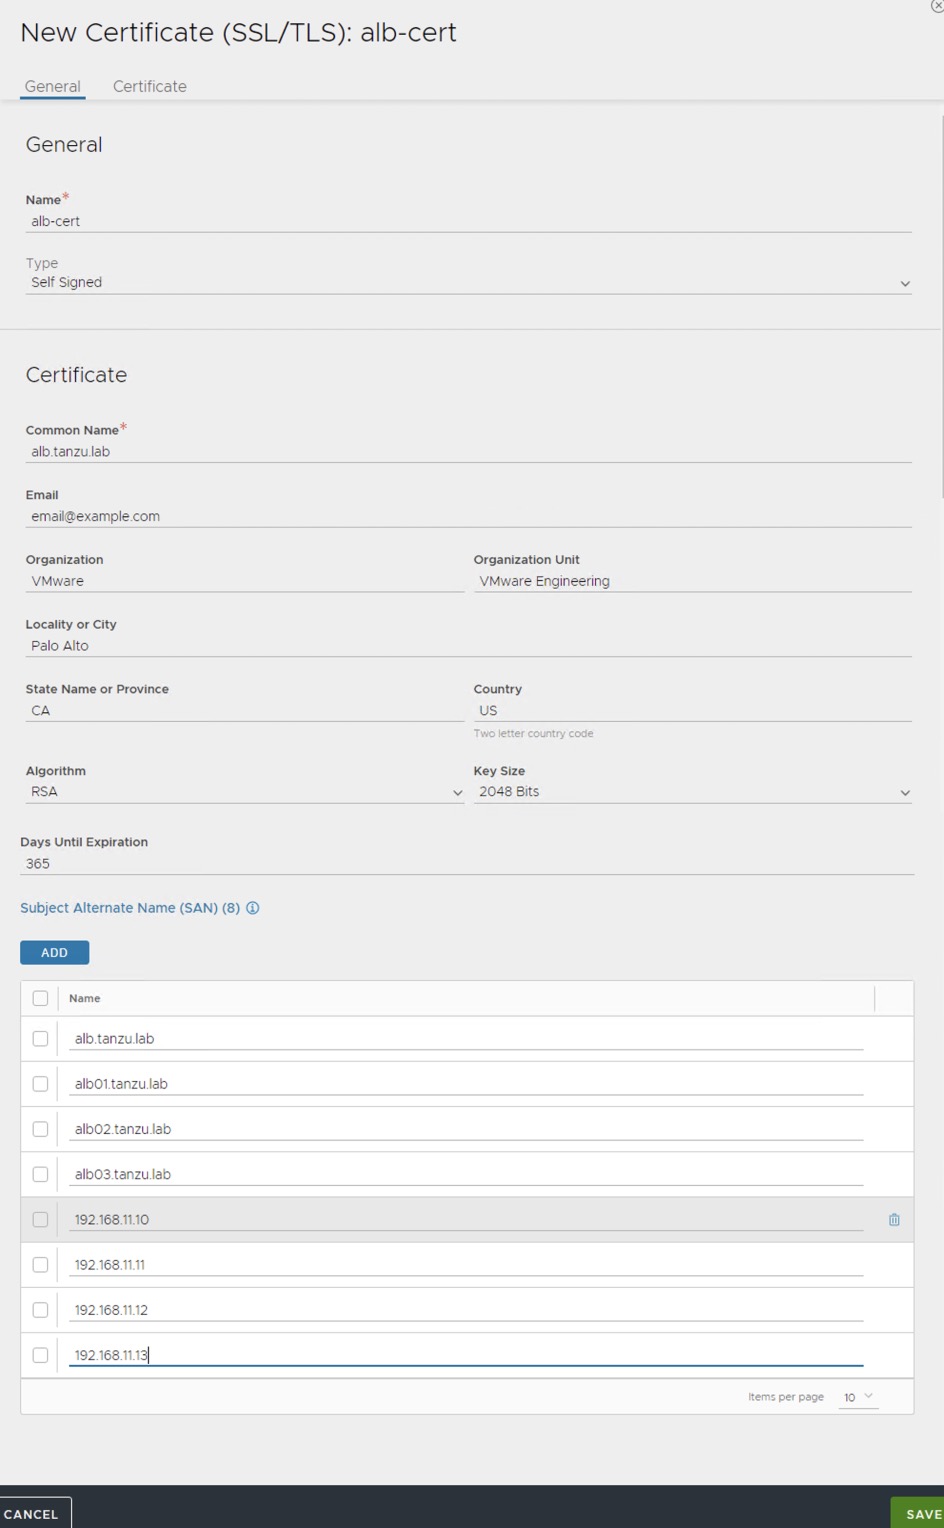 New Certificate (SSL/TLS): alb-cert
General Certificate
General
Name*
alb-cert
Type
Self Signed
Certificate
Common Name*
alb.tanzu.lab
Email
email@example.com
Organization Organization Unit
VMware VMware Engineering
Locality or City
Palo Alto
State Name or Province Country
CA US
Two letter country code
Algorithm Key Size
RSA 2048 Bits
Days Until Expiration
365
Subject Alternate Name (SAN) (8)
ADD
Name
alb.tanzu.lab
alb01.tanzu.lab
alb02.tanzu.lab
alb03.tanzu.lab
192.168.11.10
192.168.11.11
192.168.11.12
192.168.11.13
Items per page 10
CANCEL SAVE